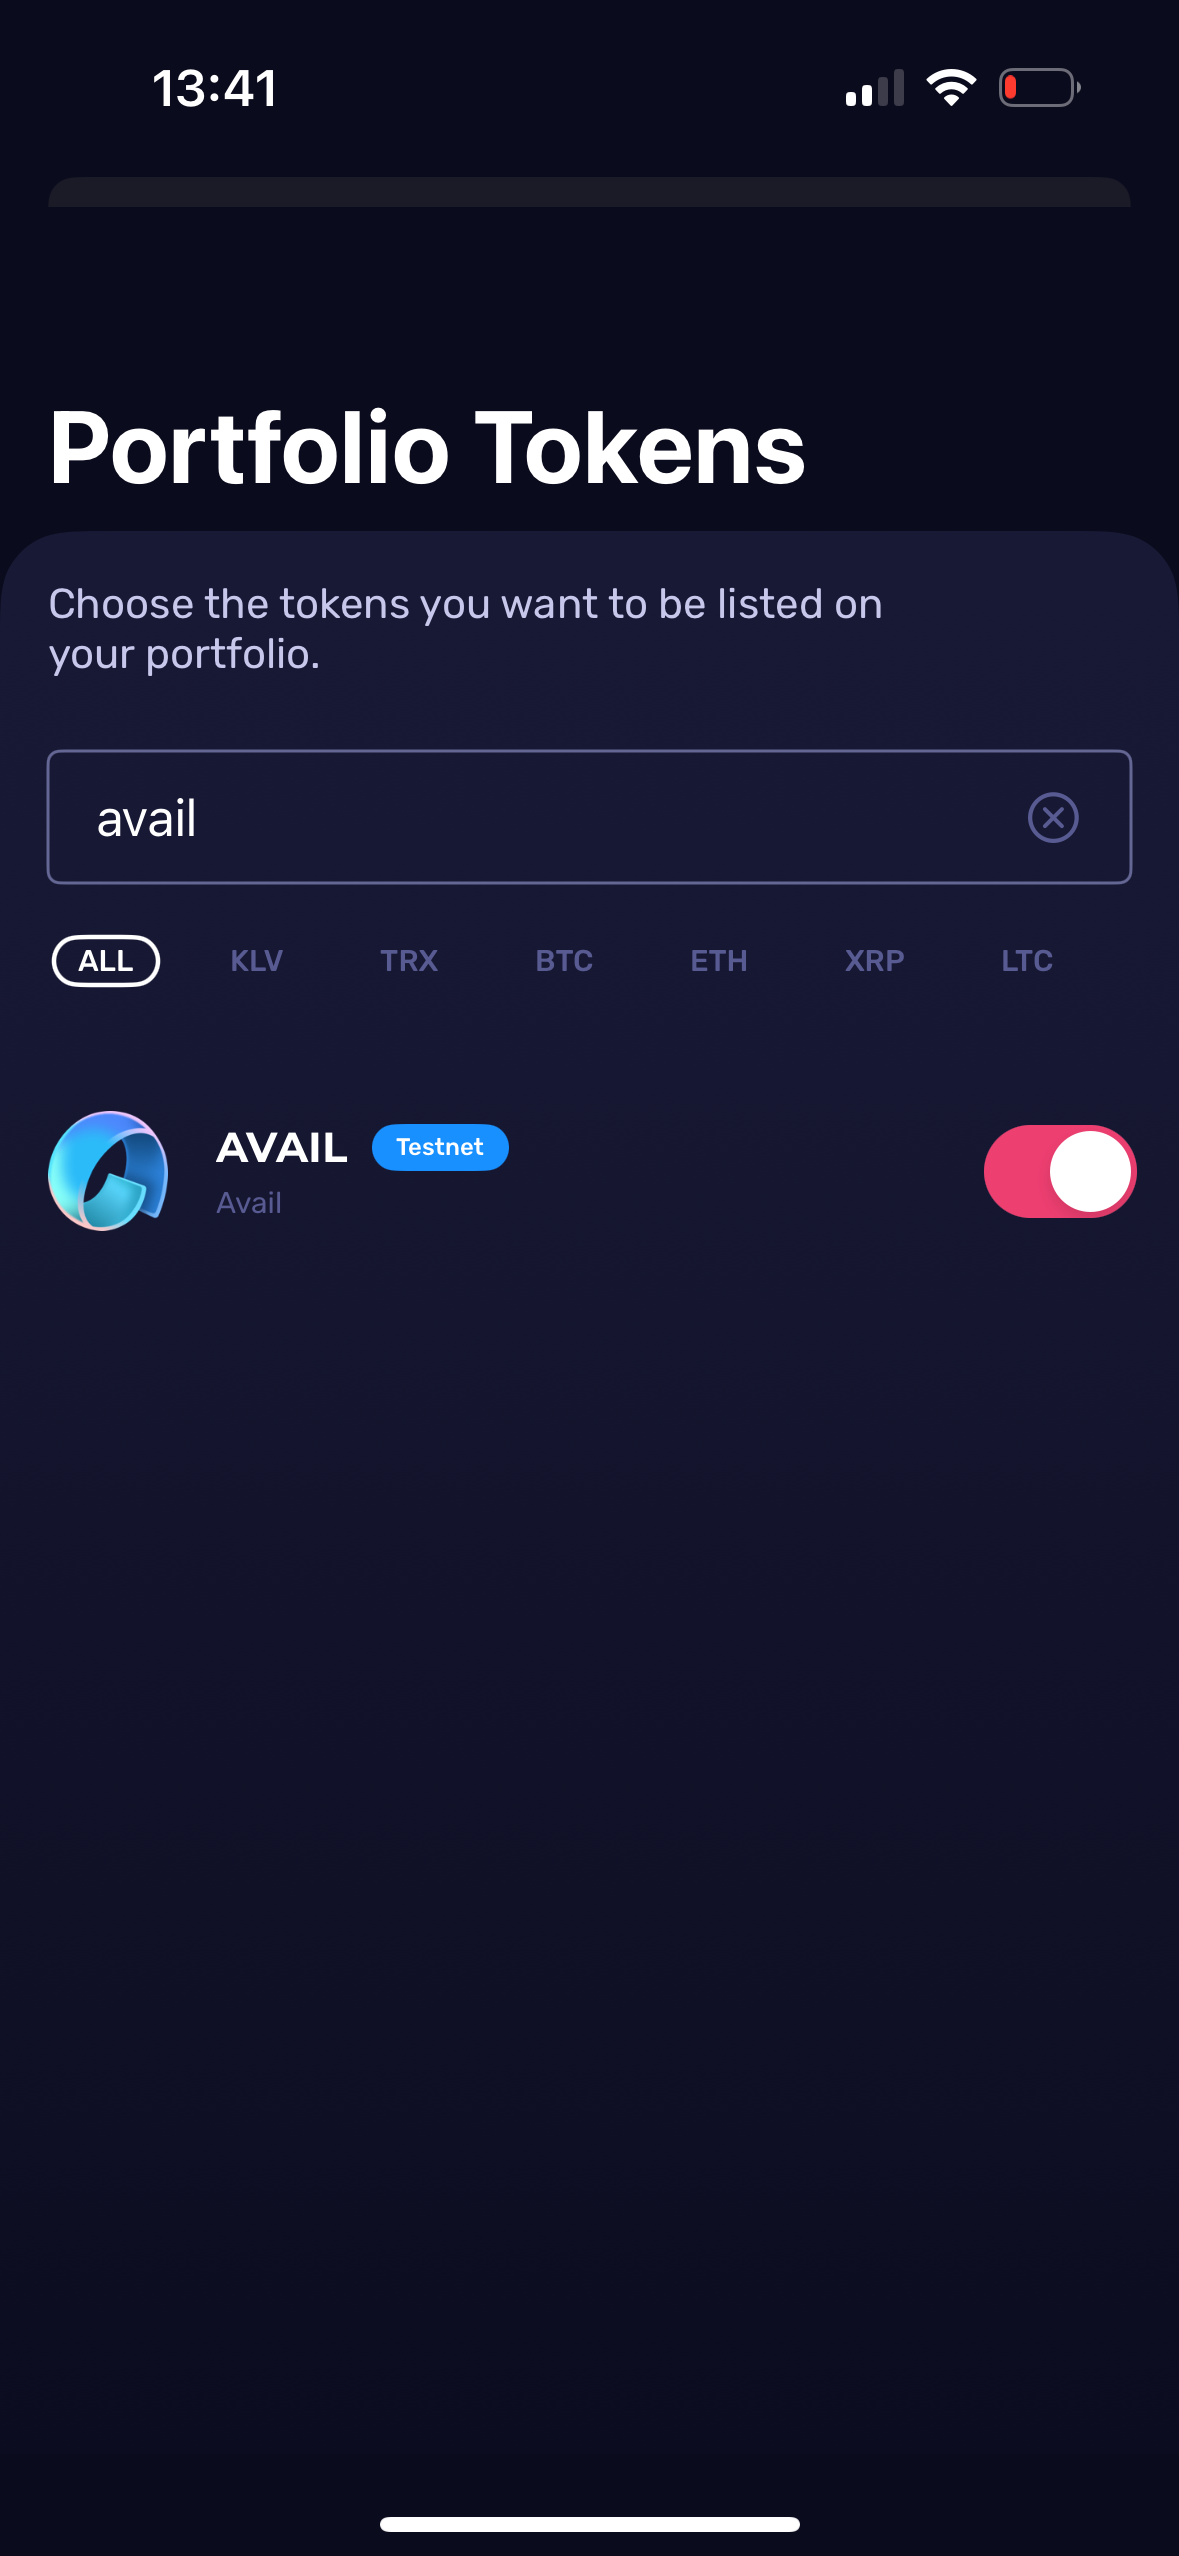 13:41
Portfolio Tokens
Choose the tokens you want to be listed on
your portfolio.
avail
ALL KLV TRX BTC ETH XRP LTC
AVAIL Testnet
Avail